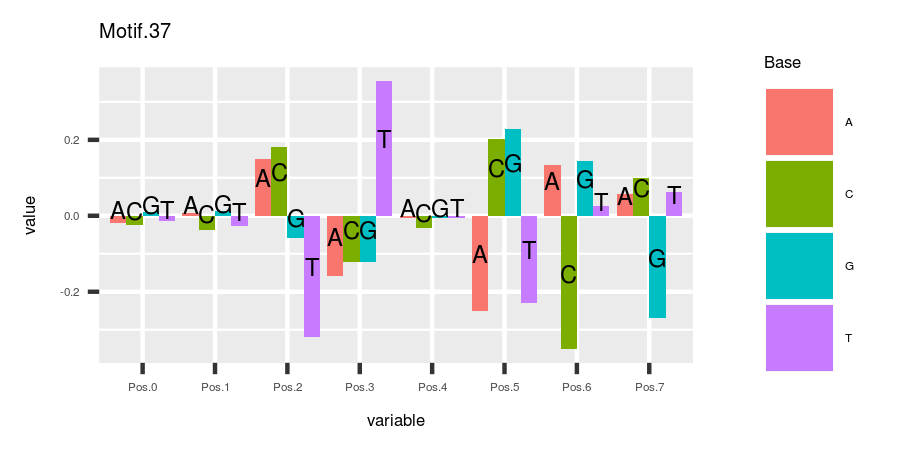 Motif.37
Base
A
C
G
T
value
0.2
0.0
-0.2
A C G T A C G T A C G T A C G T A C G T A C G T A C G T A C G T
Pos.0 Pos.1 Pos.2 Pos.3 Pos.4 Pos.5 Pos.6 Pos.7
variable